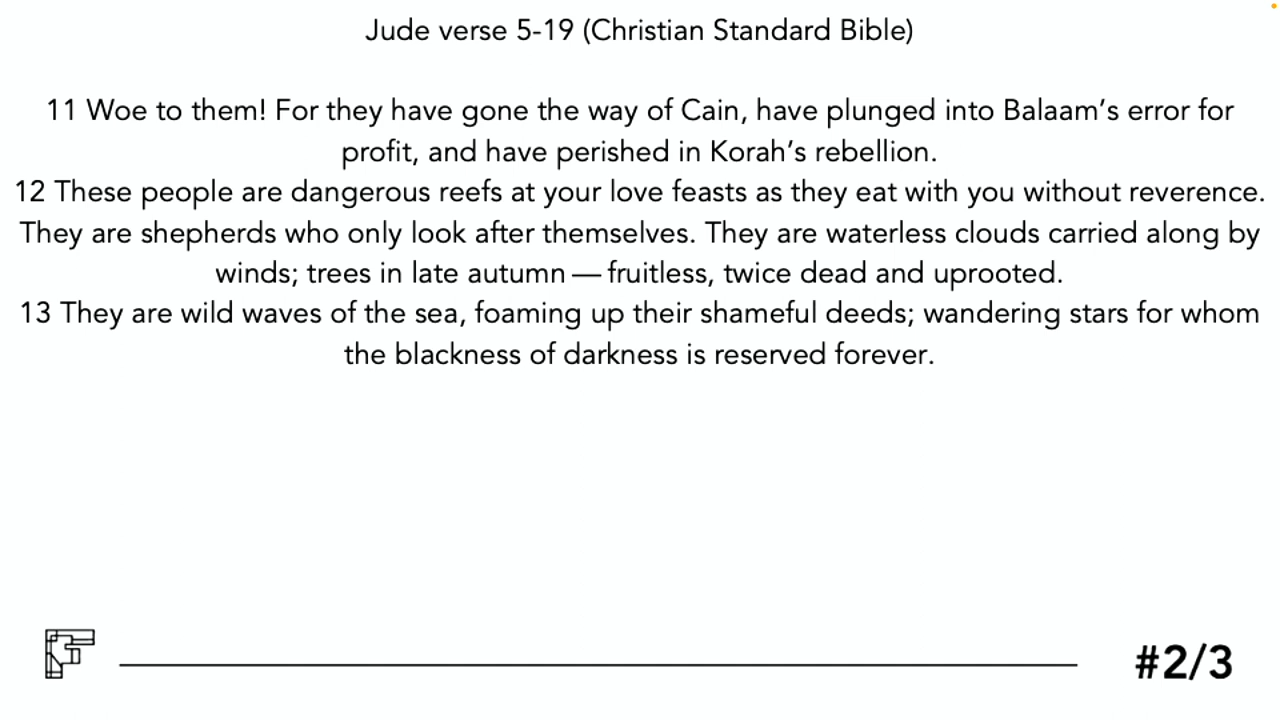 Jude verse 5-19 (Christian Standard Bible)
11 Woe to them! For they have gone the way of Cain, have plunged into Balaam’s error for
profit, and have perished in Korah’s rebellion.
12 These people are dangerous reefs at your love feasts as they eat with you without reverence.
They are shepherds who only look after themselves. They are waterless clouds carried along by
winds; trees in late autumn — fruitless, twice dead and uprooted.
13 They are wild waves of the sea, foaming up their shameful deeds; wandering stars for whom
the blackness of darkness is reserved forever.
#2/3